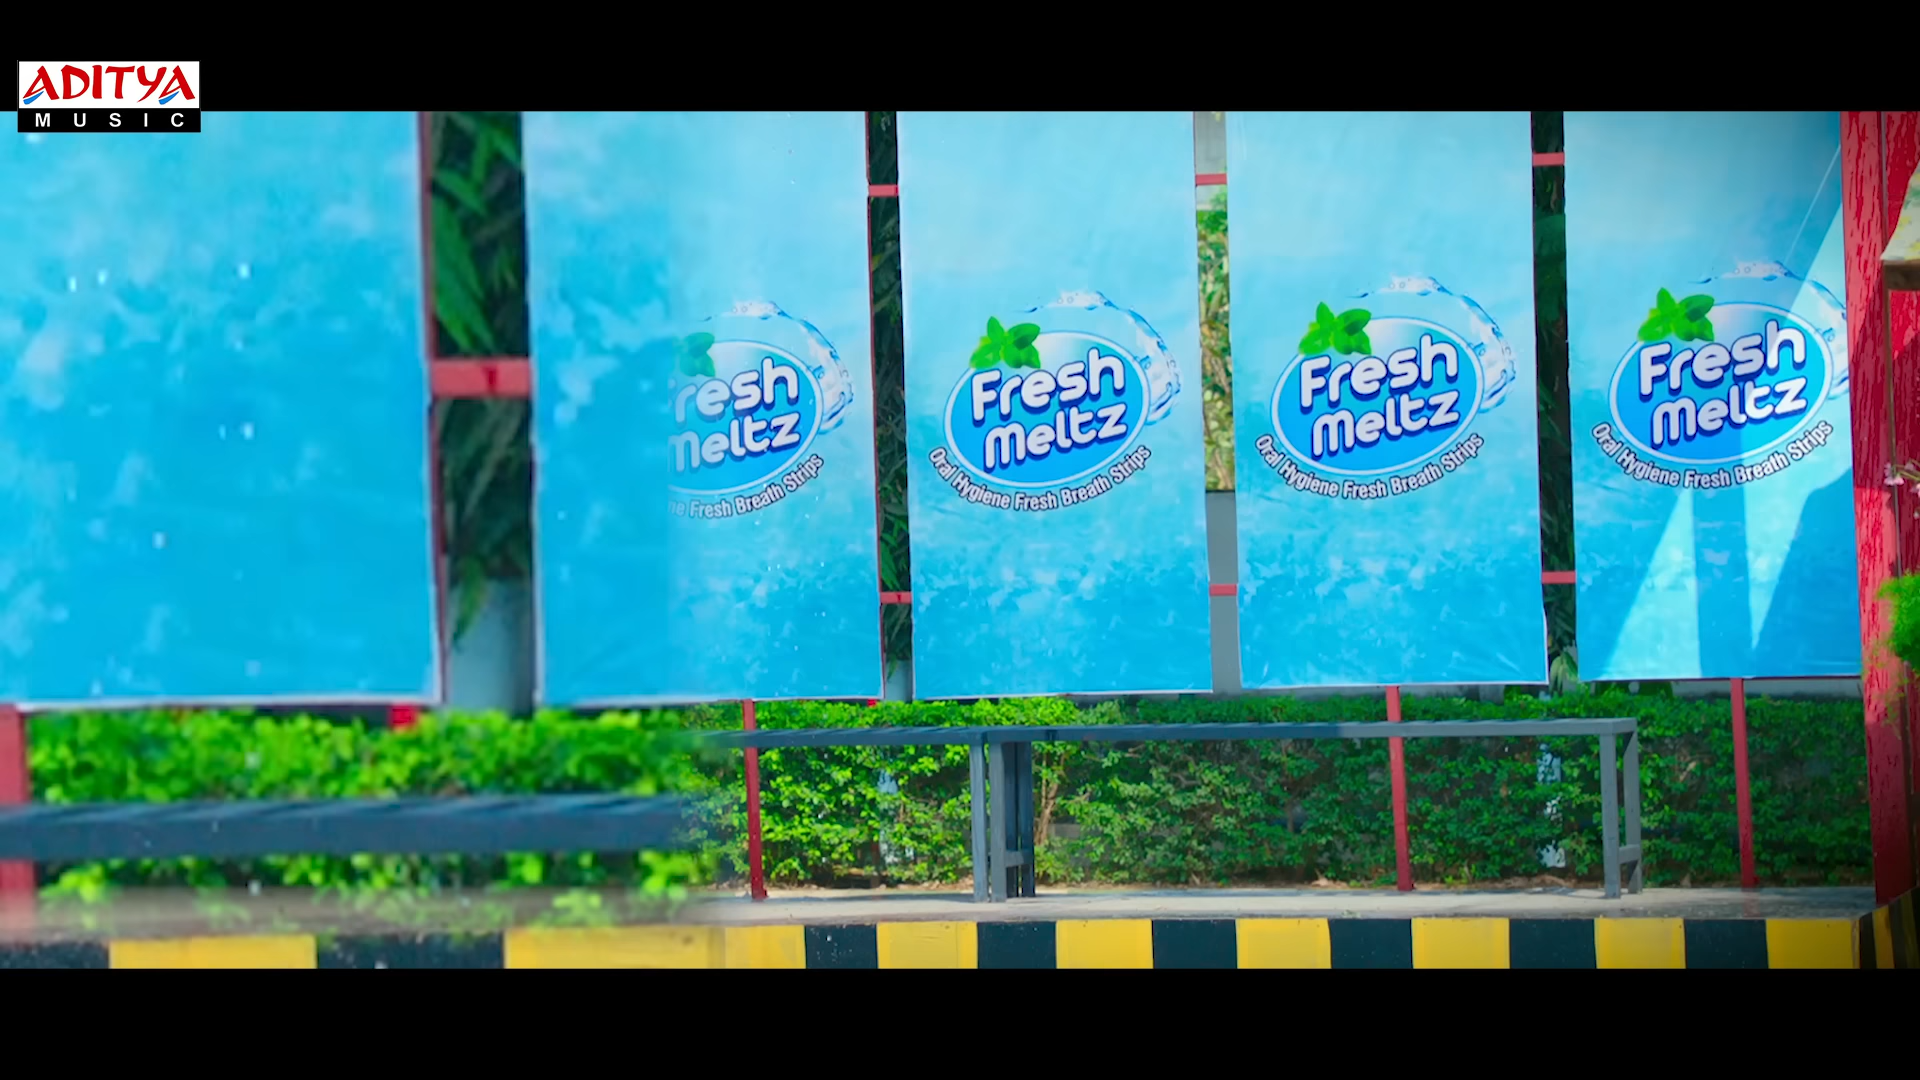 ADITYA
MUSIC
resh
Meltz
ne Fresh Breath Strips
Fresh
Meltz
Oral Hygiene Fresh Breath Strips
Fresh
Meltz
Oral Hygiene Fresh Breath Strips
Fresh
Meltz
Oral Hygiene Fresh Breath Strips